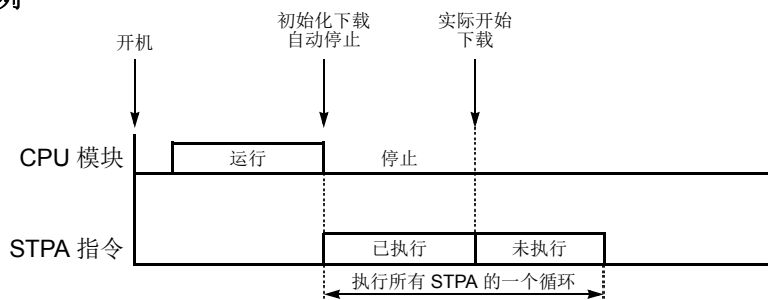 开机
初始化下载
自动停止
实际开始
下载
CPU 模块
运行
停止
STPA 指令
已执行
未执行
执行所有 STPA 的一个循环